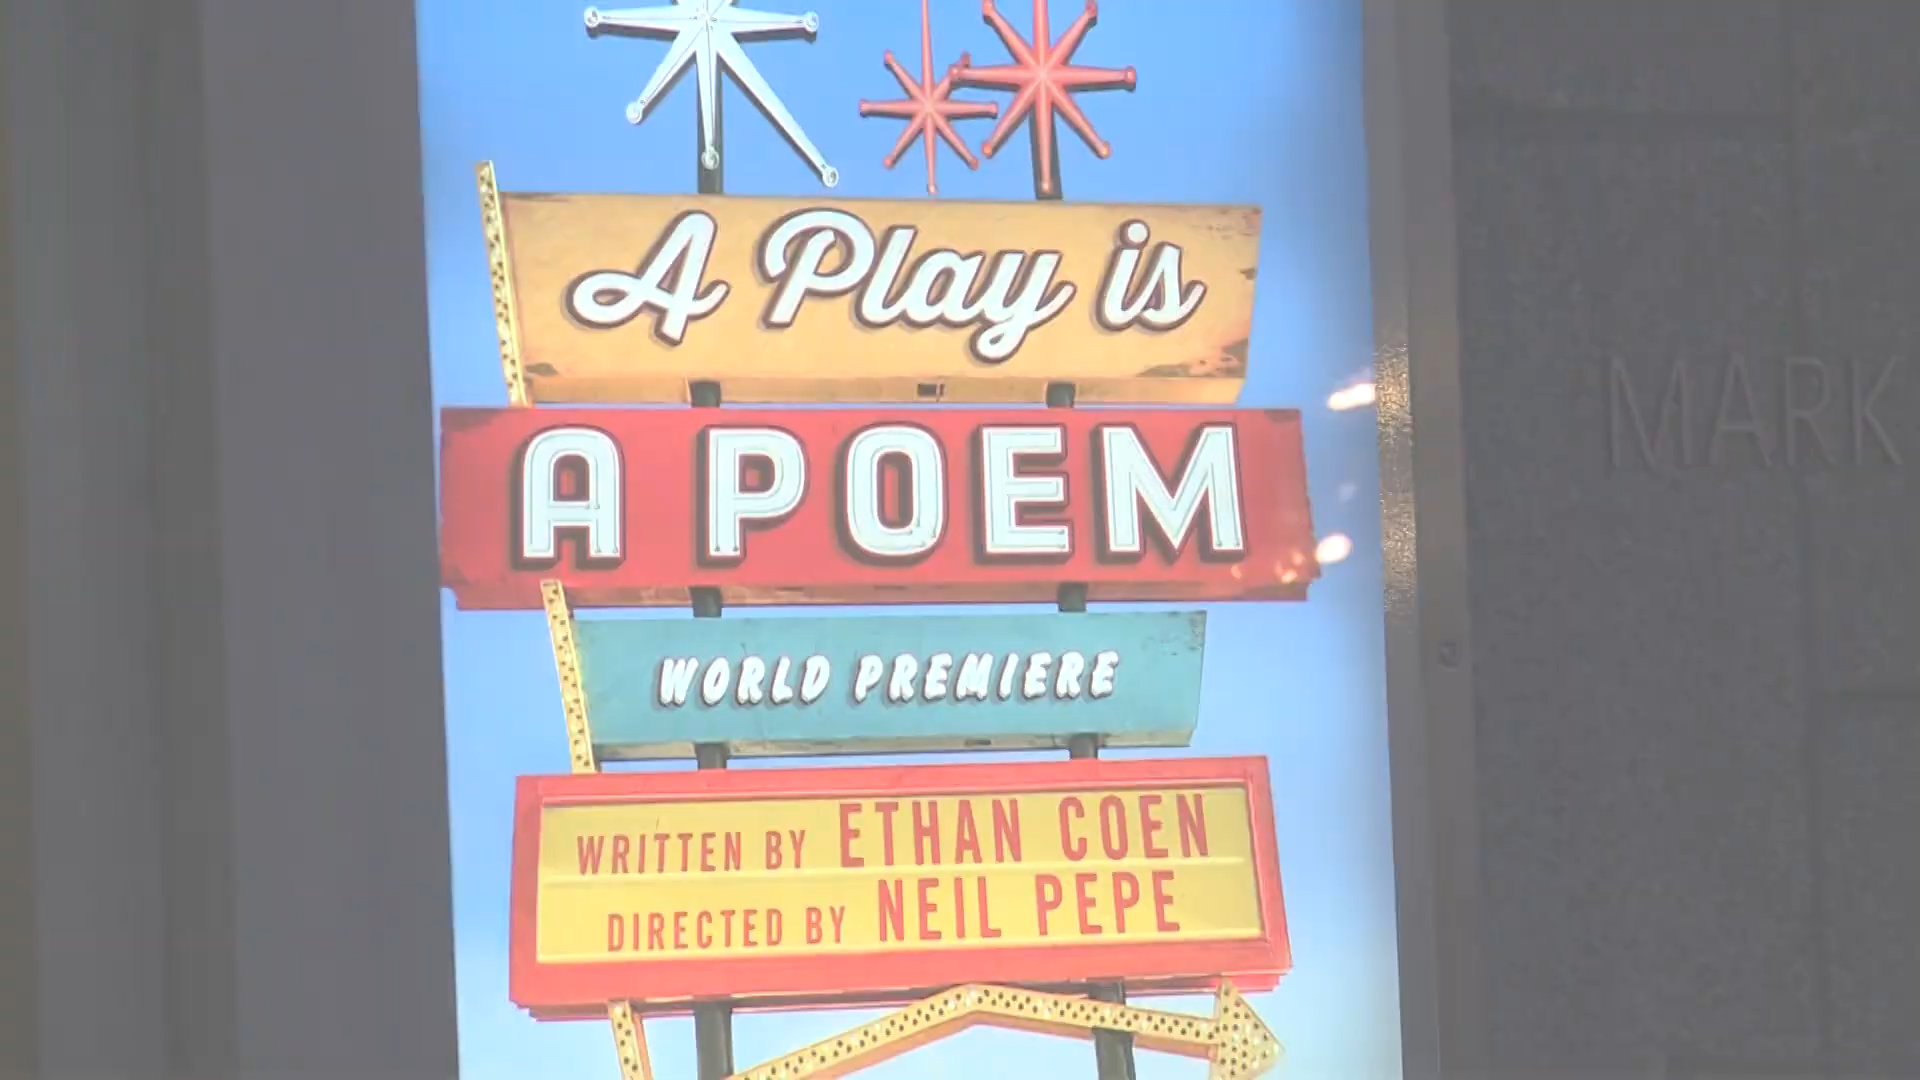 A Play is
A POEM
WORLD PREMIERE
WRITTEN BY ETHAN COEN
DIRECTED BY NEIL PEPE
MARK